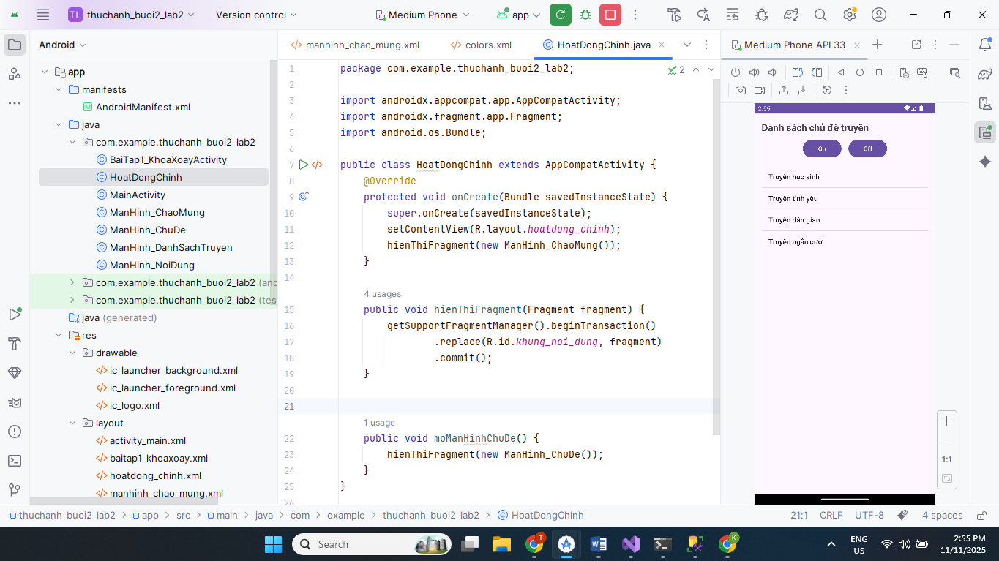 TL thuchanh_buoi2_lab2 Version control Medium Phone app
Android
app
manifests
AndroidManifest.xml
java
com.example.thuchanh_buoi2_lab2
BaiTap1_KhoaXoayActivity
HoatDongChinh
MainActivity
ManHinh_ChaoMung
ManHinh_ChuDe
ManHinh_DanhSachTruyen
ManHinh_NoiDung
com.example.thuchanh_buoi2_lab2 (and
com.example.thuchanh_buoi2_lab2 (tes
java (generated)
res
drawable
ic_launcher_background.xml
ic_launcher_foreground.xml
ic_logo.xml
layout
activity_main.xml
baitap1_khoaxoay.xml
hoatdong_chinh.xml
manhinh_chao_mung.xml
manhinh_chao_mung.xml colors.xml HoatDongChinh.java
2
1 package com.example.thuchanh_buoi2_lab2;
2
3 import androidx.appcompat.app.AppCompatActivity;
4 import androidx.fragment.app.Fragment;
5 import android.os.Bundle;
6
7 public class HoatDongChinh extends AppCompatActivity {
8 @Override
9 protected void onCreate(Bundle savedInstanceState) {
10 super.onCreate(savedInstanceState);
11 setContentView(R.layout.hoatdong_chinh);
12 hienThiFragment(new ManHinh_ChaoMung());
13 }
14
4 usages
15 public void hienThiFragment(Fragment fragment) {
16 getSupportFragmentManager().beginTransaction()
17 .replace(R.id.khung_noi_dung, fragment)
18 .commit();
19 }
20
21
1 usage
22 public void moManHinhChuDe() {
23 hienThiFragment(new ManHinh_ChuDe());
24 }
25 }
26
Medium Phone API 33
2:55
Danh sách chủ đề truyện
On Off
Truyện học sinh
Truyện tình yêu
Truyện dân gian
Truyện ngắn cười
1:1
thuchanh_buoi2_lab2 > app > src > main > java > com > example > thuchanh_buoi2_lab2 > HoatDongChinh
21:1 CRLF UTF-8 4 spaces
Search
T
K
ENG
US
2:55 PM
11/11/2025